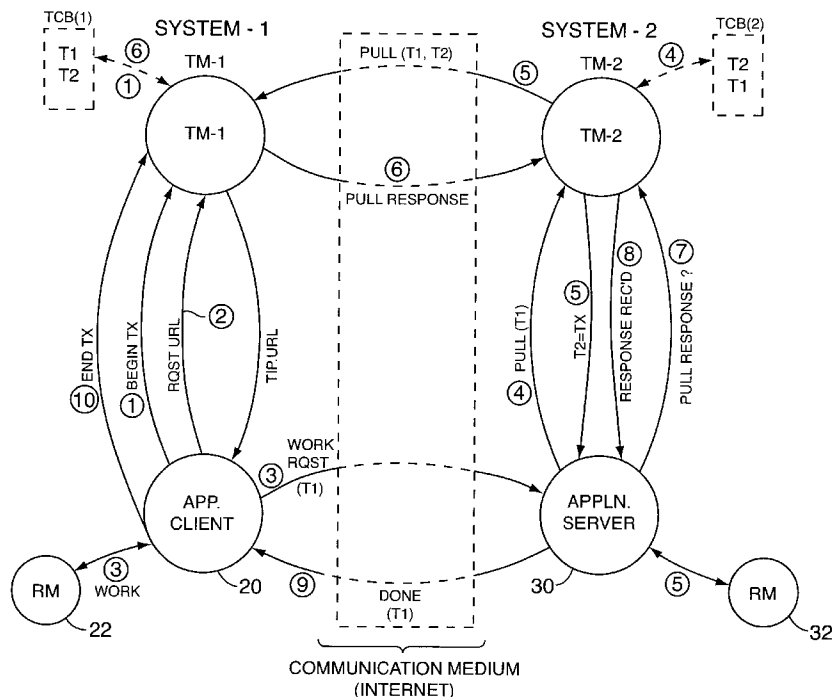 TCB(1)
T1
T2
⑥
①
SYSTEM - 1
TM-1
TM-1
PULL (T1, T2)
⑤
⑥
PULL RESPONSE
SYSTEM - 2
TM-2
TM-2
④
TCB(2)
T2
T1
⑩ END TX
① BEGIN TX
RQST URL
②
TIP.URL
④ PULL (T1)
⑤
T2=TX
⑧
RESPONSE REC'D
⑦
PULL RESPONSE ?
WORK
RQST
③
(T1)
APP.
CLIENT
20
APPLN.
SERVER
30
RM
22
③
WORK
⑨
DONE
(T1)
⑤
RM
32
COMMUNICATION MEDIUM
(INTERNET)